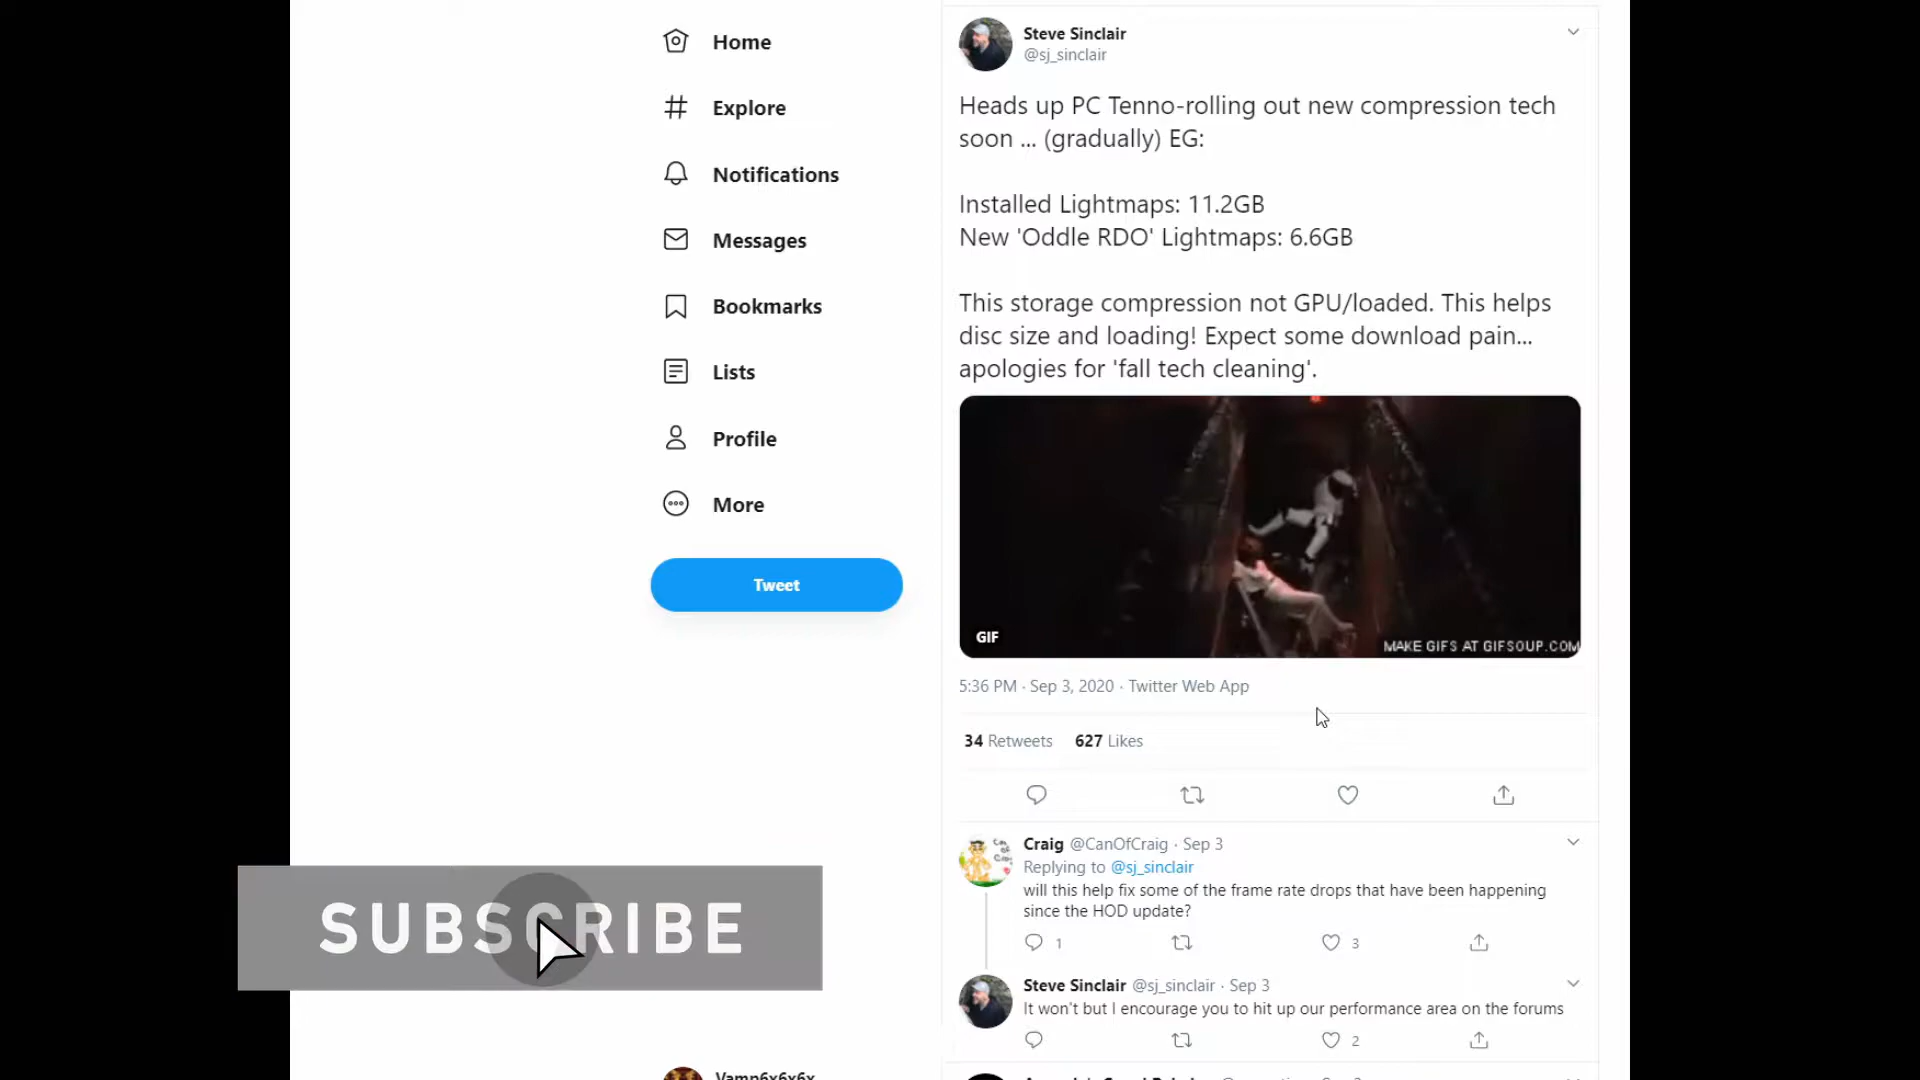 Home
Explore
Notifications
Messages
Bookmarks
Lists
Profile
More
Tweet
Steve Sinclair
@sj_sinclair
Heads up PC Tenno-rolling out new compression tech
soon ... (gradually) EG:
Installed Lightmaps: 11.2GB
New 'Oddle RDO' Lightmaps: 6.6GB
This storage compression not GPU/loaded. This helps
disc size and loading! Expect some download pain...
apologies for 'fall tech cleaning'.
GIF
MAKE GIFS AT GIFSOUP.COM
5:36 PM · Sep 3, 2020 · Twitter Web App
34 Retweets 627 Likes
Craig @CanOfCraig · Sep 3
Replying to @sj_sinclair
will this help fix some of the frame rate drops that have been happening
since the HOD update?
1 3
Steve Sinclair @sj_sinclair · Sep 3
It won't but I encourage you to hit up our performance area on the forums
2
SUBSCRIBE
Vamp6x6x6x